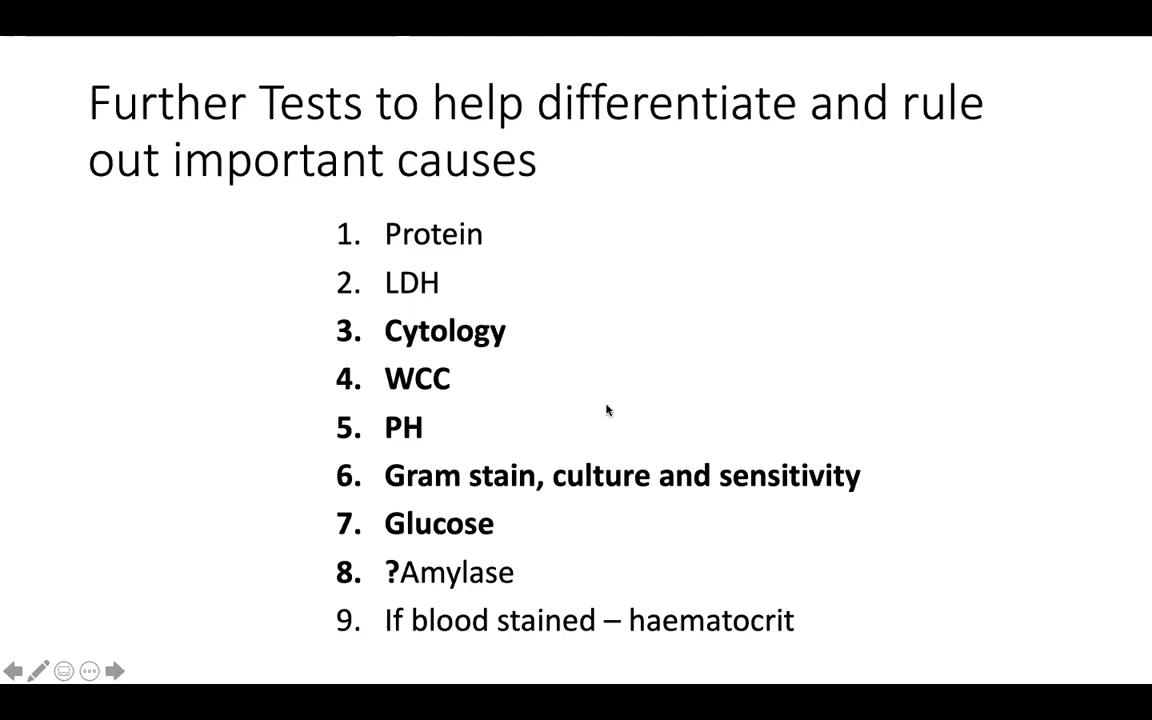 Further Tests to help differentiate and rule
out important causes
1. Protein
2. LDH
3. Cytology
4. WCC
5. PH
6. Gram stain, culture and sensitivity
7. Glucose
8. ?Amylase
9. If blood stained – haematocrit